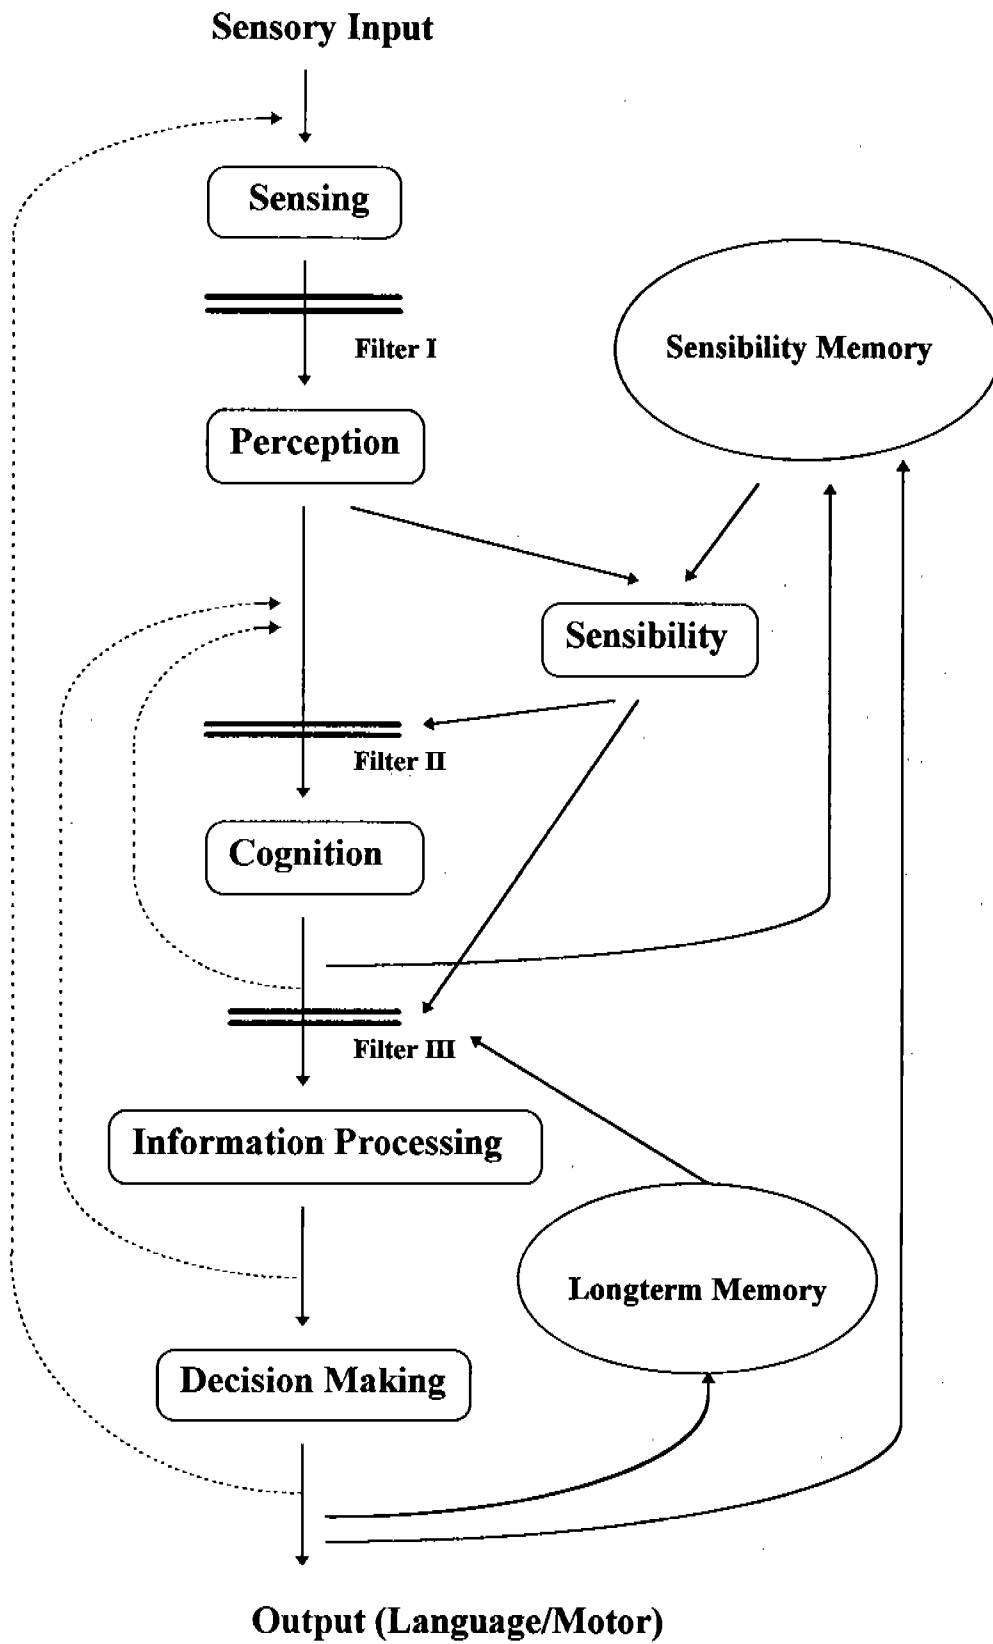 Sensory Input
Sensing
Filter I
Sensibility Memory
Perception
Sensibility
Filter II
Cognition
Filter III
Information Processing
Longterm Memory
Decision Making
Output (Language/Motor)